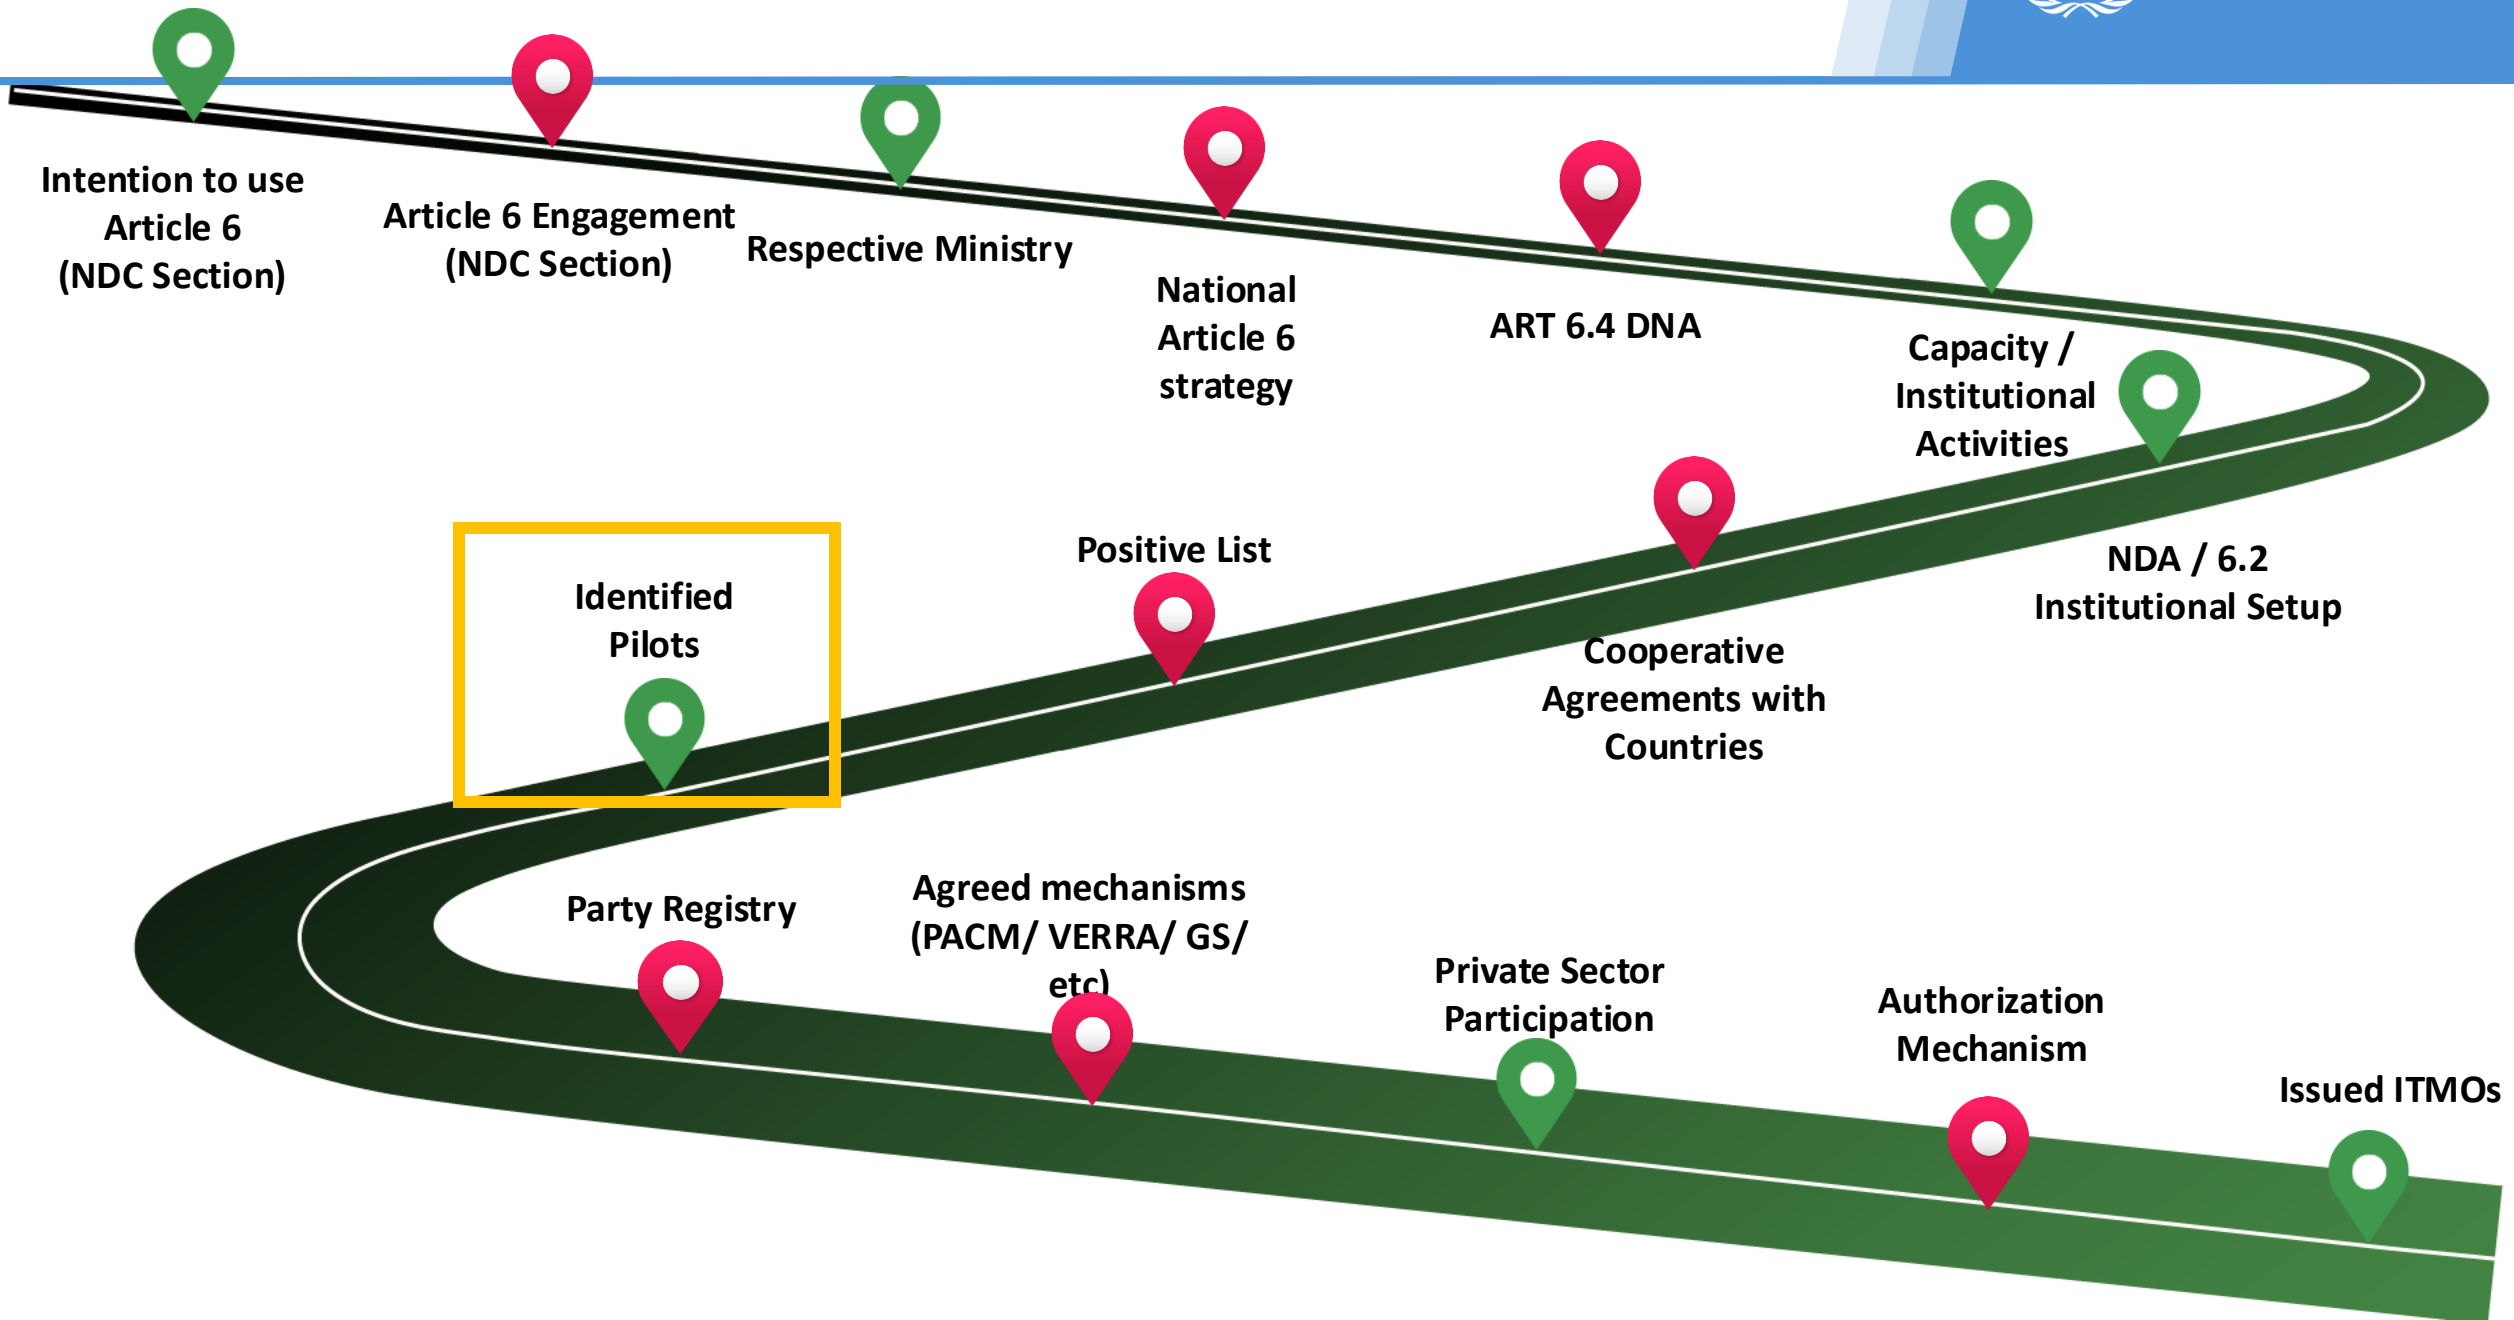 Intention to use
Article 6
(NDC Section)
Article 6 Engagement
(NDC Section)
Respective Ministry
National
Article 6
strategy
ART 6.4 DNA
Capacity /
Institutional
Activities
NDA / 6.2
Institutional Setup
Cooperative
Agreements with
Countries
Positive List
Identified
Pilots
Party Registry
Agreed mechanisms
(PACM/ VERRA/ GS/
etc)
Private Sector
Participation
Authorization
Mechanism
Issued ITMOs